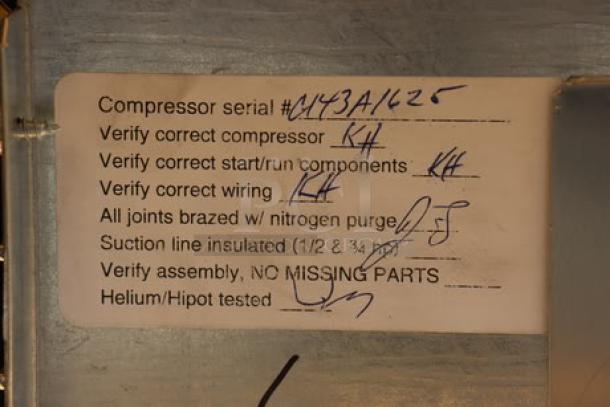 Compressor serial #C143A1625
Verify correct compressor KH
Verify correct start/run components KH
Verify correct wiring KH
All joints brazed w/ nitrogen purge
Suction line insulated (1/2 & ¾ hp)
Verify assembly, NO MISSING PARTS
Helium/Hipot tested